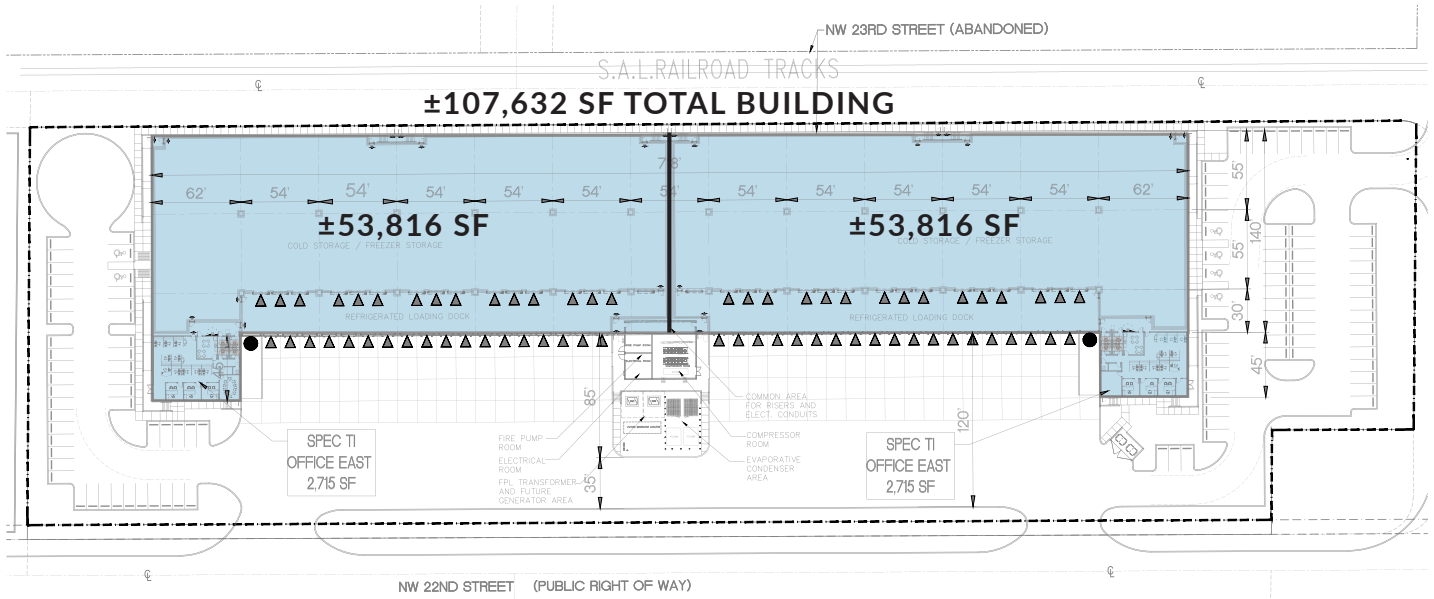 NW 23RD STREET (ABANDONED)
S.A.L.RAILROAD TRACKS
±107,632 SF TOTAL BUILDING
62' 54' 54' 54' 54' 54' 54' 54' 54' 54' 54' 54' 62'
±53,816 SF
COLD STORAGE / FREEZER STORAGE
±53,816 SF
COLD STORAGE / FREEZER STORAGE
55'
55'
140'
30'
45'
REFRIGERATED LOADING DOCK
REFRIGERATED LOADING DOCK
45'
85'
35'
120'
COMMON AREA
FOR RISERS AND
ELECT. CONDUITS
COMPRESSOR
ROOM
EVAPORATIVE
CONDENSER
AREA
FIRE PUMP
ROOM
ELECTRICAL
ROOM
FPL TRANSFORMER
AND FUTURE
GENERATOR AREA
SPEC TI
OFFICE EAST
2,715 SF
SPEC TI
OFFICE EAST
2,715 SF
NW 22ND STREET (PUBLIC RIGHT OF WAY)